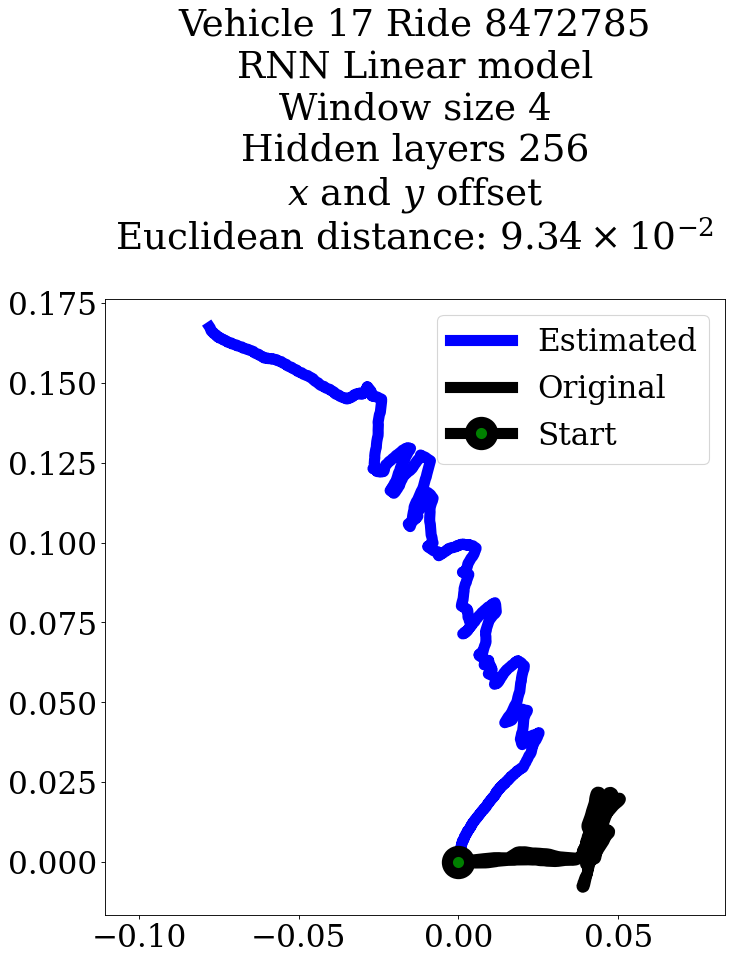 Vehicle 17 Ride 8472785
RNN Linear model
Window size 4
Hidden layers 256
x and y offset
Euclidean distance: 9.34 × 10⁻²
Estimated
Original
Start
0.175
0.150
0.125
0.100
0.075
0.050
0.025
0.000
−0.10 −0.05 0.00 0.05